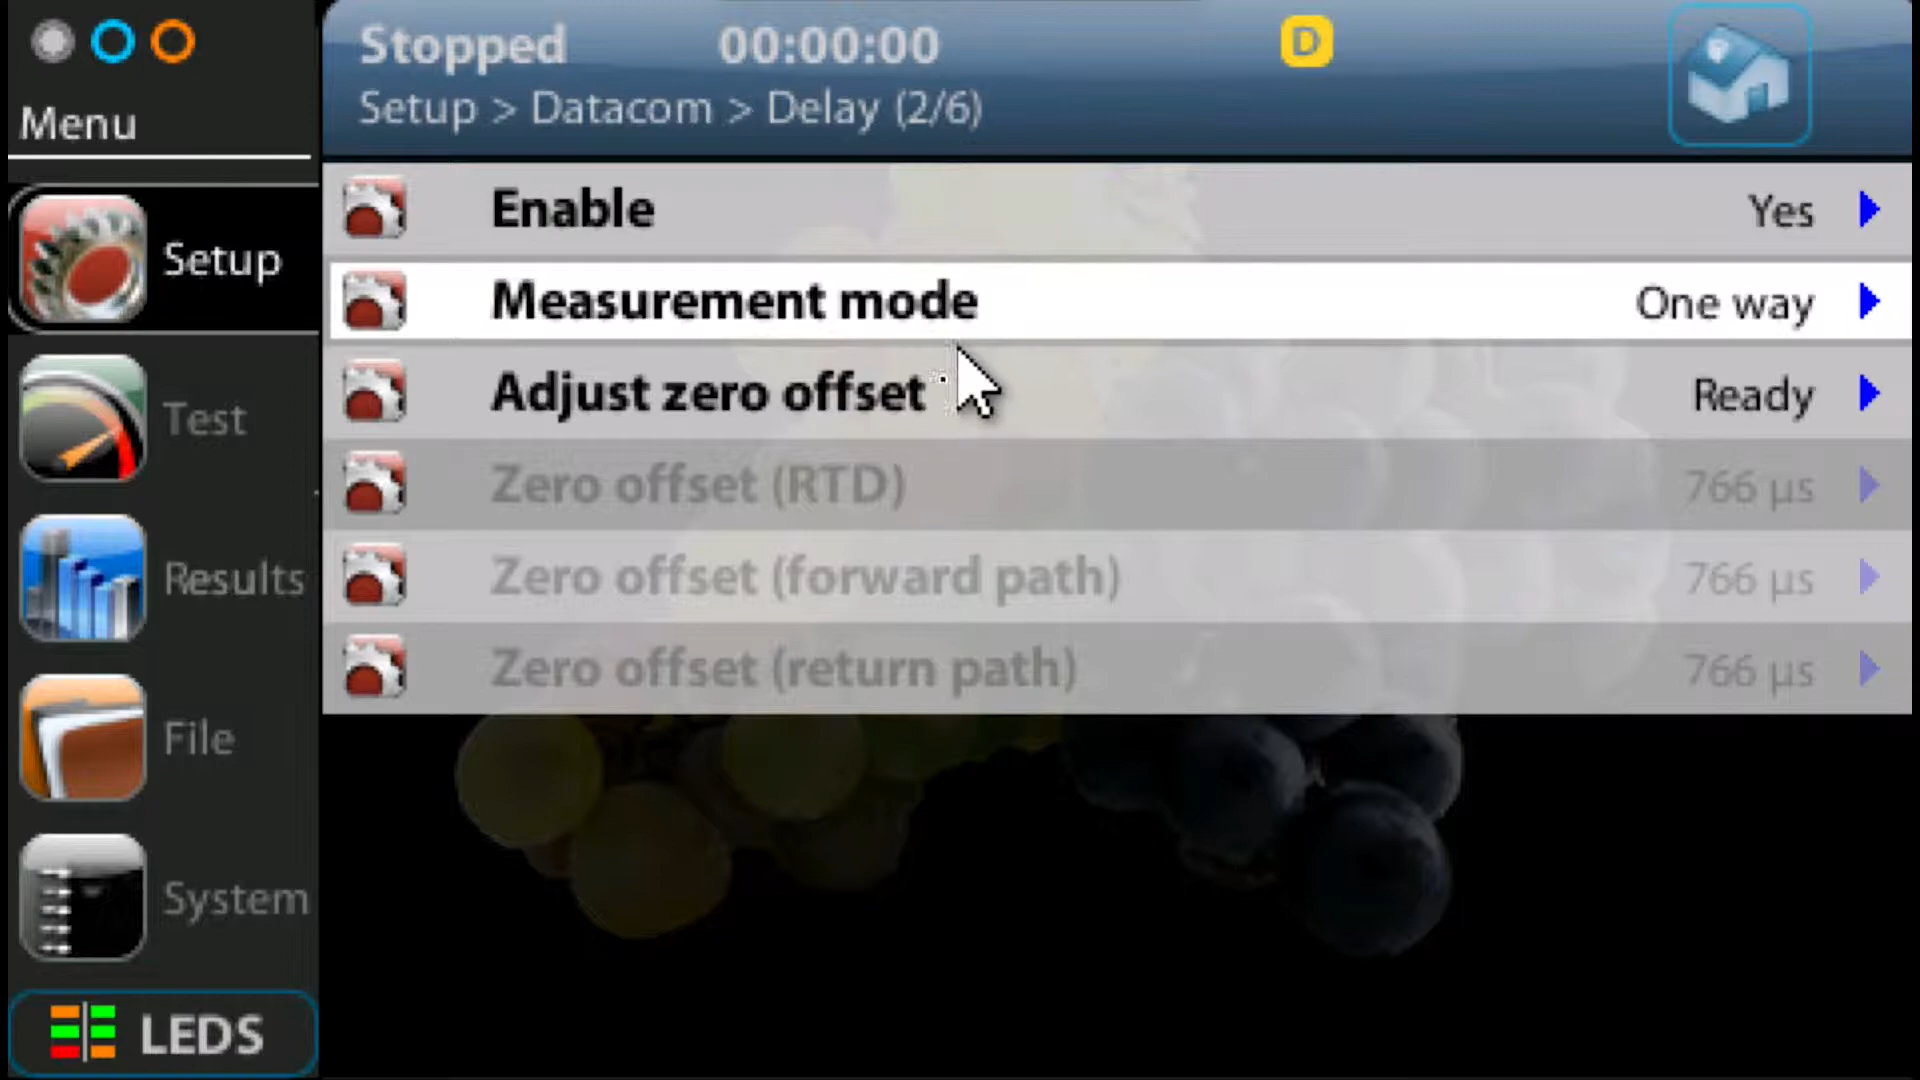 Stopped 00:00:00 D
Setup > Datacom > Delay (2/6)
Menu
Setup
Test
Results
File
System
LEDS
Enable Yes
Measurement mode One way
Adjust zero offset Ready
Zero offset (RTD) 766 µs
Zero offset (forward path) 766 µs
Zero offset (return path) 766 µs